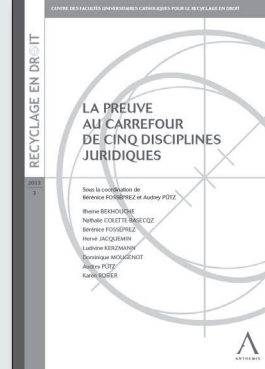 CENTRE DES FACULTÉS UNIVERSITAIRES CATHOLIQUES POUR LE RECYCLAGE EN DROIT
RECYCLAGE EN DROIT
2013
3
LA PREUVE
AU CARREFOUR
DE CINQ DISCIPLINES
JURIDIQUES
Sous la coordination de
Bérénice FOSSÉPREZ et Audrey PÜTZ
Ilheme BEKHOUCHE
Nathalie COLETTE-BASECQZ
Bérénice FOSSÉPREZ
Hervé JACQUEMIN
Ludivine KERZMANN
Dominique MOUGENOT
Audrey PÜTZ
Karen ROSIER
ANTHEMIS